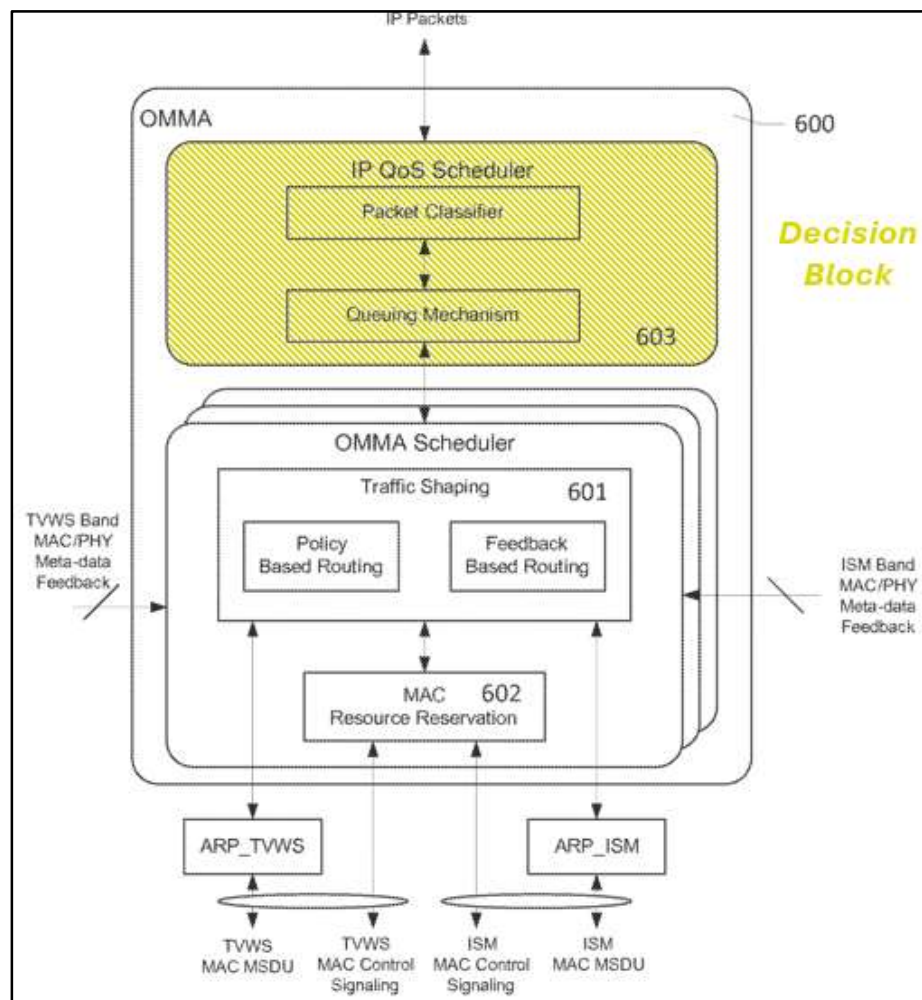 IP Packets
OMMA
600
IP QoS Scheduler
Packet Classifier
Decision
Block
Queuing Mechanism
603
OMMA Scheduler
Traffic Shaping
601
TVWS Band
MAC/PHY
Meta-data
Feedback
Policy
Based Routing
Feedback
Based Routing
ISM Band
MAC/PHY
Meta-data
Feedback
MAC
602
Resource Reservation
ARP_TVWS
ARP_ISM
TVWS
MAC MSDU
TVWS
MAC Control
Signaling
ISM
MAC Control
Signaling
ISM
MAC MSDU